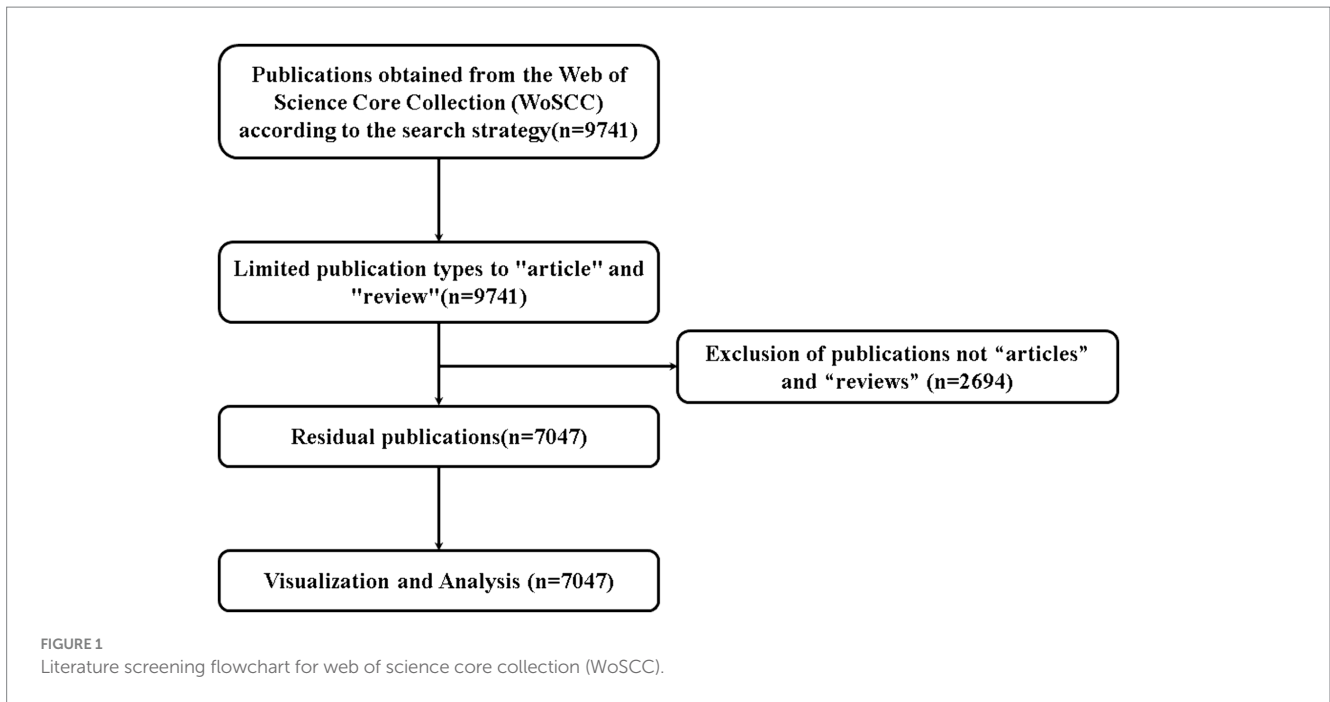 Publications obtained from the Web of
Science Core Collection (WoSCC)
according to the search strategy(n=9741)
Limited publication types to "article" and
"review"(n=9741)
Exclusion of publications not “articles”
and “reviews” (n=2694)
Residual publications(n=7047)
Visualization and Analysis (n=7047)
FIGURE 1
Literature screening flowchart for web of science core collection (WoSCC).